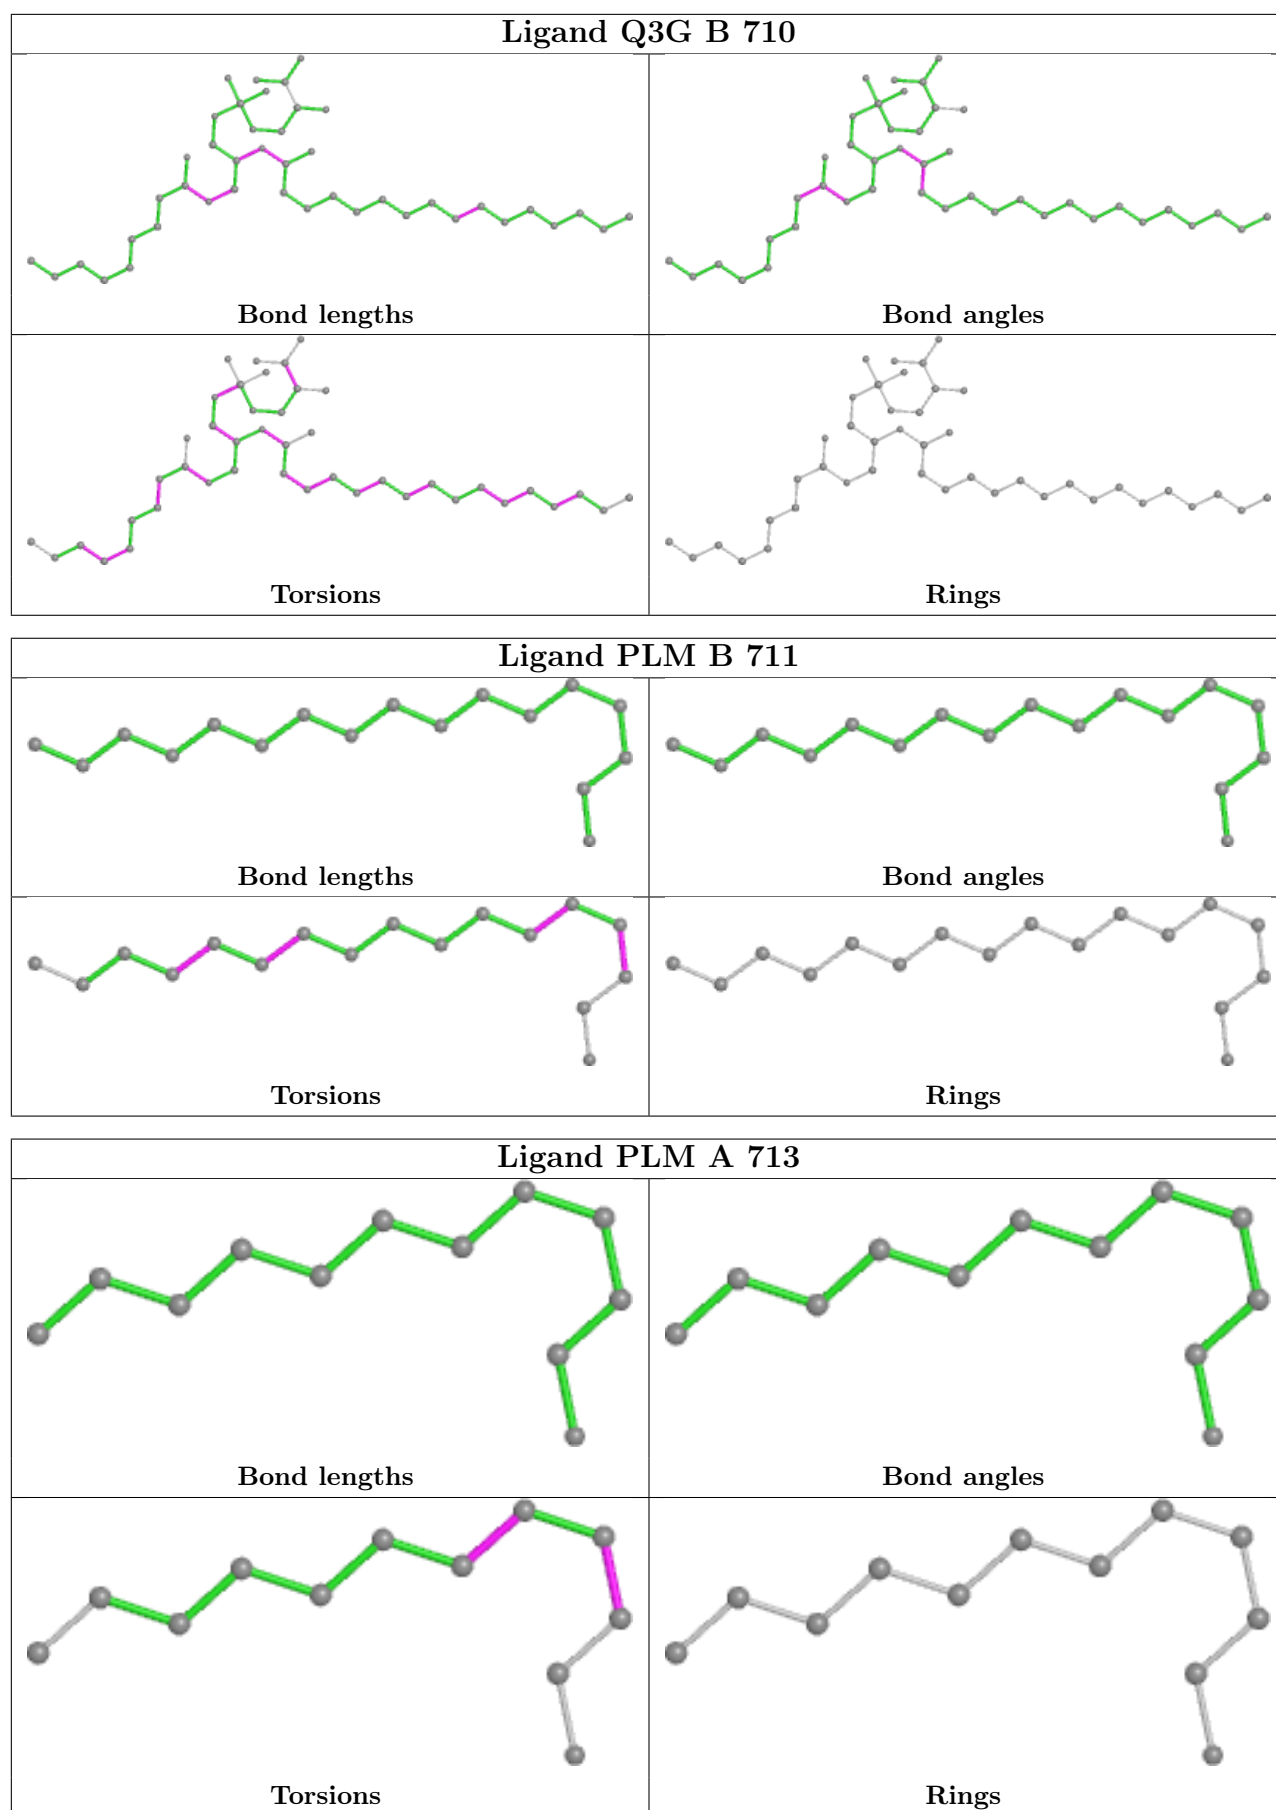 Ligand Q3G B 710
Bond lengths
Bond angles
Torsions
Rings
Ligand PLM B 711
Bond lengths
Bond angles
Torsions
Rings
Ligand PLM A 713
Bond lengths
Bond angles
Torsions
Rings